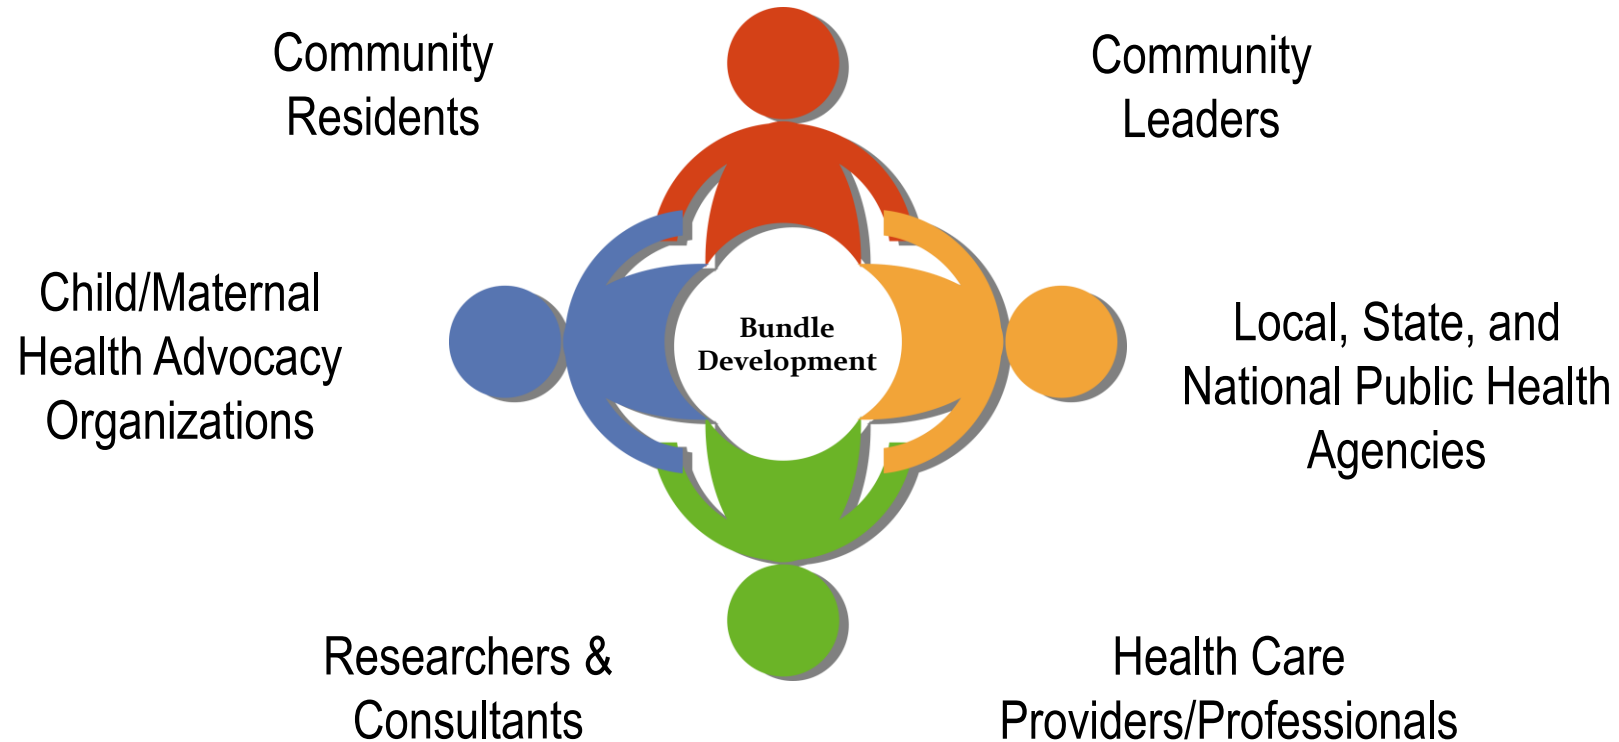 Community
Residents
Community
Leaders
Child/Maternal
Health Advocacy
Organizations
Bundle
Development
Local, State, and
National Public Health
Agencies
Researchers &
Consultants
Health Care
Providers/Professionals